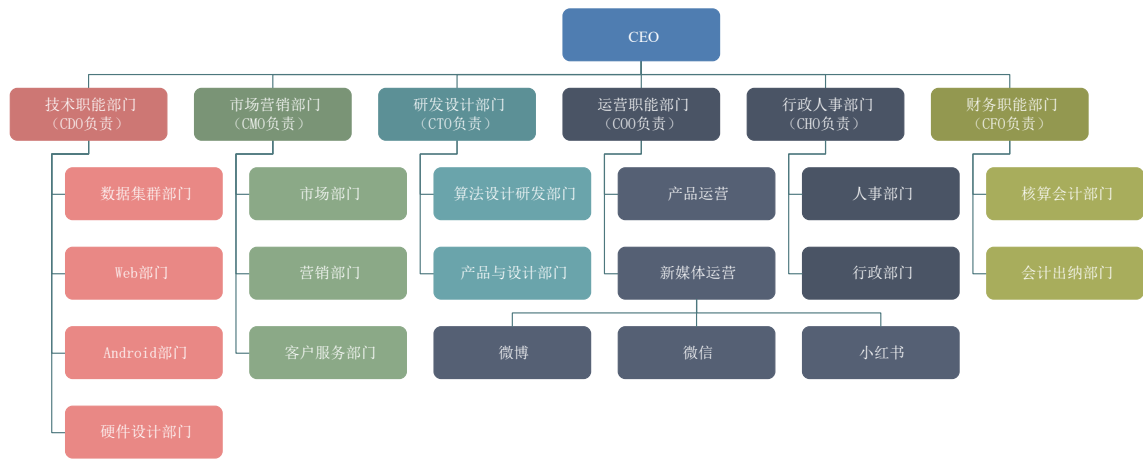 CEO
技术职能部门
（CDO负责）
市场营销部门
（CMO负责）
研发设计部门
（CTO负责）
运营职能部门
（COO负责）
行政人事部门
（CHO负责）
财务职能部门
（CFO负责）
数据集群部门
市场部门
算法设计研发部门
产品运营
人事部门
核算会计部门
Web部门
营销部门
产品与设计部门
新媒体运营
行政部门
会计出纳部门
Android部门
客户服务部门
微博
微信
小红书
硬件设计部门